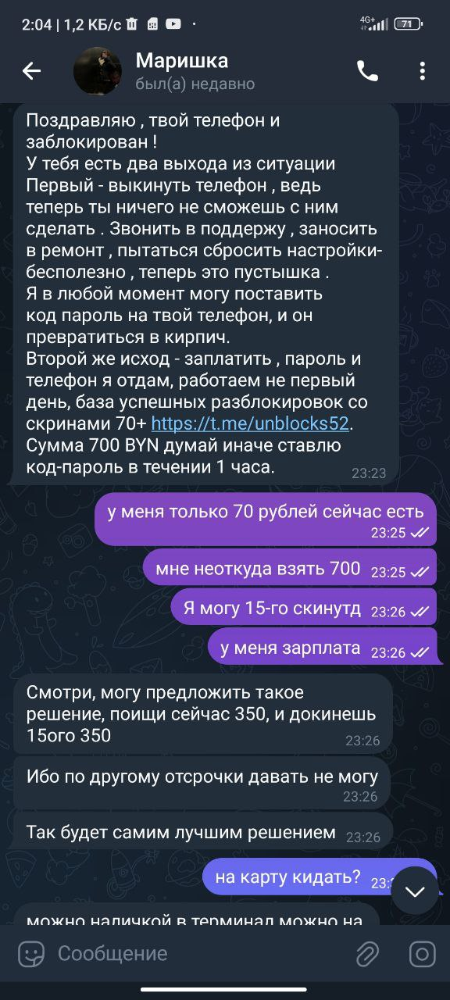 2:04 | 1,2 КБ/с
4G+
71
Маришка
был(а) недавно
Поздравляю , твой телефон и
заблокирован !
У тебя есть два выхода из ситуации
Первый - выкинуть телефон , ведь
теперь ты ничего не сможешь с ним
сделать . Звонить в поддержу , заносить
в ремонт , пытаться сбросить настройки-
бесполезно , теперь это пустышка .
Я в любой момент могу поставить
код пароль на твой телефон, и он
превратиться в кирпич.
Второй же исход - заплатить , пароль и
телефон я отдам, работаем не первый
день, база успешных разблокировок со
скринами 70+ https://t.me/unblocks52.
Сумма 700 BYN думай иначе ставлю
код-пароль в течении 1 часа.
23:23
у меня только 70 рублей сейчас есть
23:25
мне неоткуда взять 700 23:25
Я могу 15-го скинутд 23:26
у меня зарплата 23:26
Смотри, могу предложить такое
решение, поищи сейчас 350, и докинешь
15ого 350
23:26
Ибо по другому отсрочки давать не могу
23:26
Так будет самим лучшим решением 23:26
на карту кидать? 23:
можно наличкой в терминал можно на
Сообщение